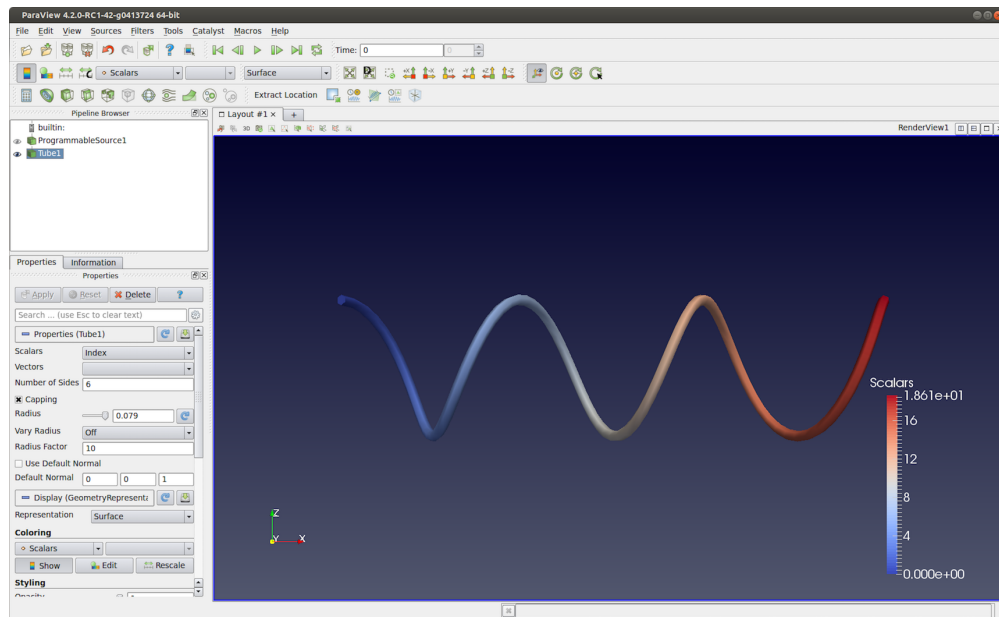 ParaView 4.2.0-RC1-42-g0413724 64-bit
File Edit View Sources Filters Tools Catalyst Macros Help
Time: 0 0
Scalars Surface
Extract Location
Pipeline Browser
builtin:
ProgrammableSource1
Tube1
Layout #1
3D
RenderView1
Properties Information
Properties
Apply Reset Delete ?
Search ... (use Esc to clear text)
Properties (Tube1)
Scalars Index
Vectors
Number of Sides 6
Capping
Radius 0.079
Vary Radius Off
Radius Factor 10
Use Default Normal
Default Normal 0 0 1
Display (GeometryRepresenta
Representation Surface
Coloring
Scalars
Show Edit Rescale
Styling
Scalars
1.861e+01
16
12
8
4
0.000e+00
Z
Y X